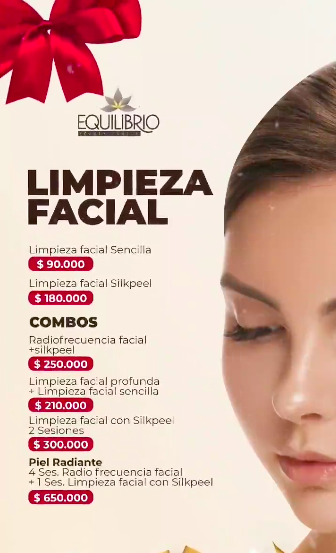 EQUILIBRIO
LIMPIEZA
FACIAL
Limpieza facial Sencilla
$ 90.000
Limpieza facial Silkpeel
$ 180.000
COMBOS
Radiofrecuencia facial
+silkpeel
$ 250.000
Limpieza facial profunda
+ Limpieza facial sencilla
$ 210.000
Limpieza facial con Silkpeel
2 Sesiones
$ 300.000
Piel Radiante
4 Ses. Radio frecuencia facial
+ 1 Ses. Limpieza facial con Silkpeel
$ 650.000